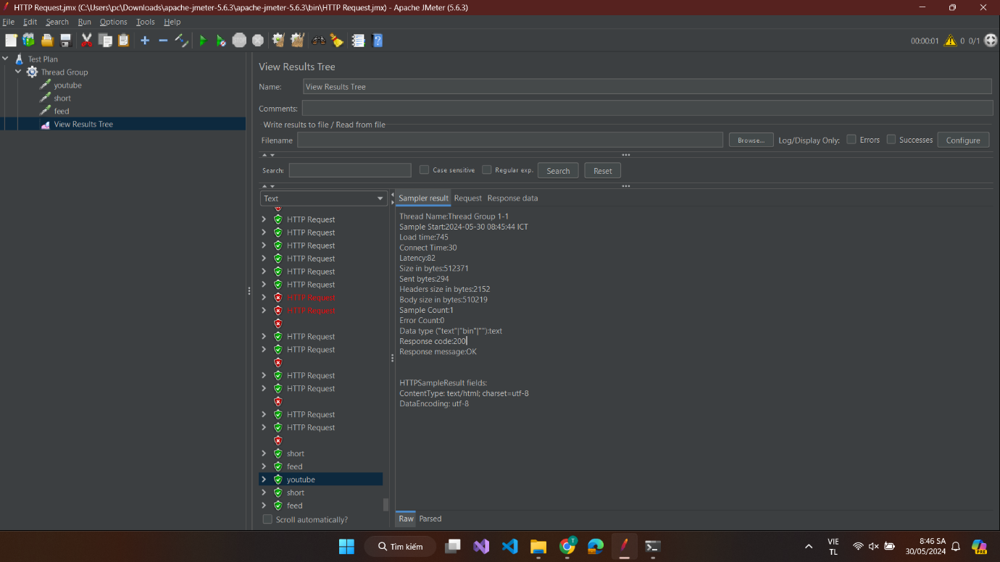 HTTP Request.jmx (C:\Users\pc\Downloads\apache-jmeter-5.6.3\apache-jmeter-5.6.3\bin\HTTP Request.jmx) - Apache JMeter (5.6.3)
File Edit Search Run Options Tools Help
00:00:01 0 0/1
Test Plan
Thread Group
youtube
short
feed
View Results Tree
View Results Tree
Name: View Results Tree
Comments:
Write results to file / Read from file
Filename Browse... Log/Display Only: Errors Successes Configure
Search: Case sensitive Regular exp. Search Reset
Text
HTTP Request
HTTP Request
HTTP Request
HTTP Request
HTTP Request
HTTP Request
HTTP Request
HTTP Request
HTTP Request
HTTP Request
HTTP Request
HTTP Request
HTTP Request
HTTP Request
short
feed
youtube
short
feed
Scroll automatically?
Sampler result Request Response data
Thread Name:Thread Group 1-1
Sample Start:2024-05-30 08:45:44 ICT
Load time:745
Connect Time:30
Latency:82
Size in bytes:512371
Sent bytes:294
Headers size in bytes:2152
Body size in bytes:510219
Sample Count:1
Error Count:0
Data type ("text"|"bin"|""):text
Response code:200
Response message:OK
HTTPSampleResult fields:
ContentType: text/html; charset=utf-8
DataEncoding: utf-8
Raw Parsed
Tìm kiếm
T
VIE
TL
8:46 SA
30/05/2024
PRE